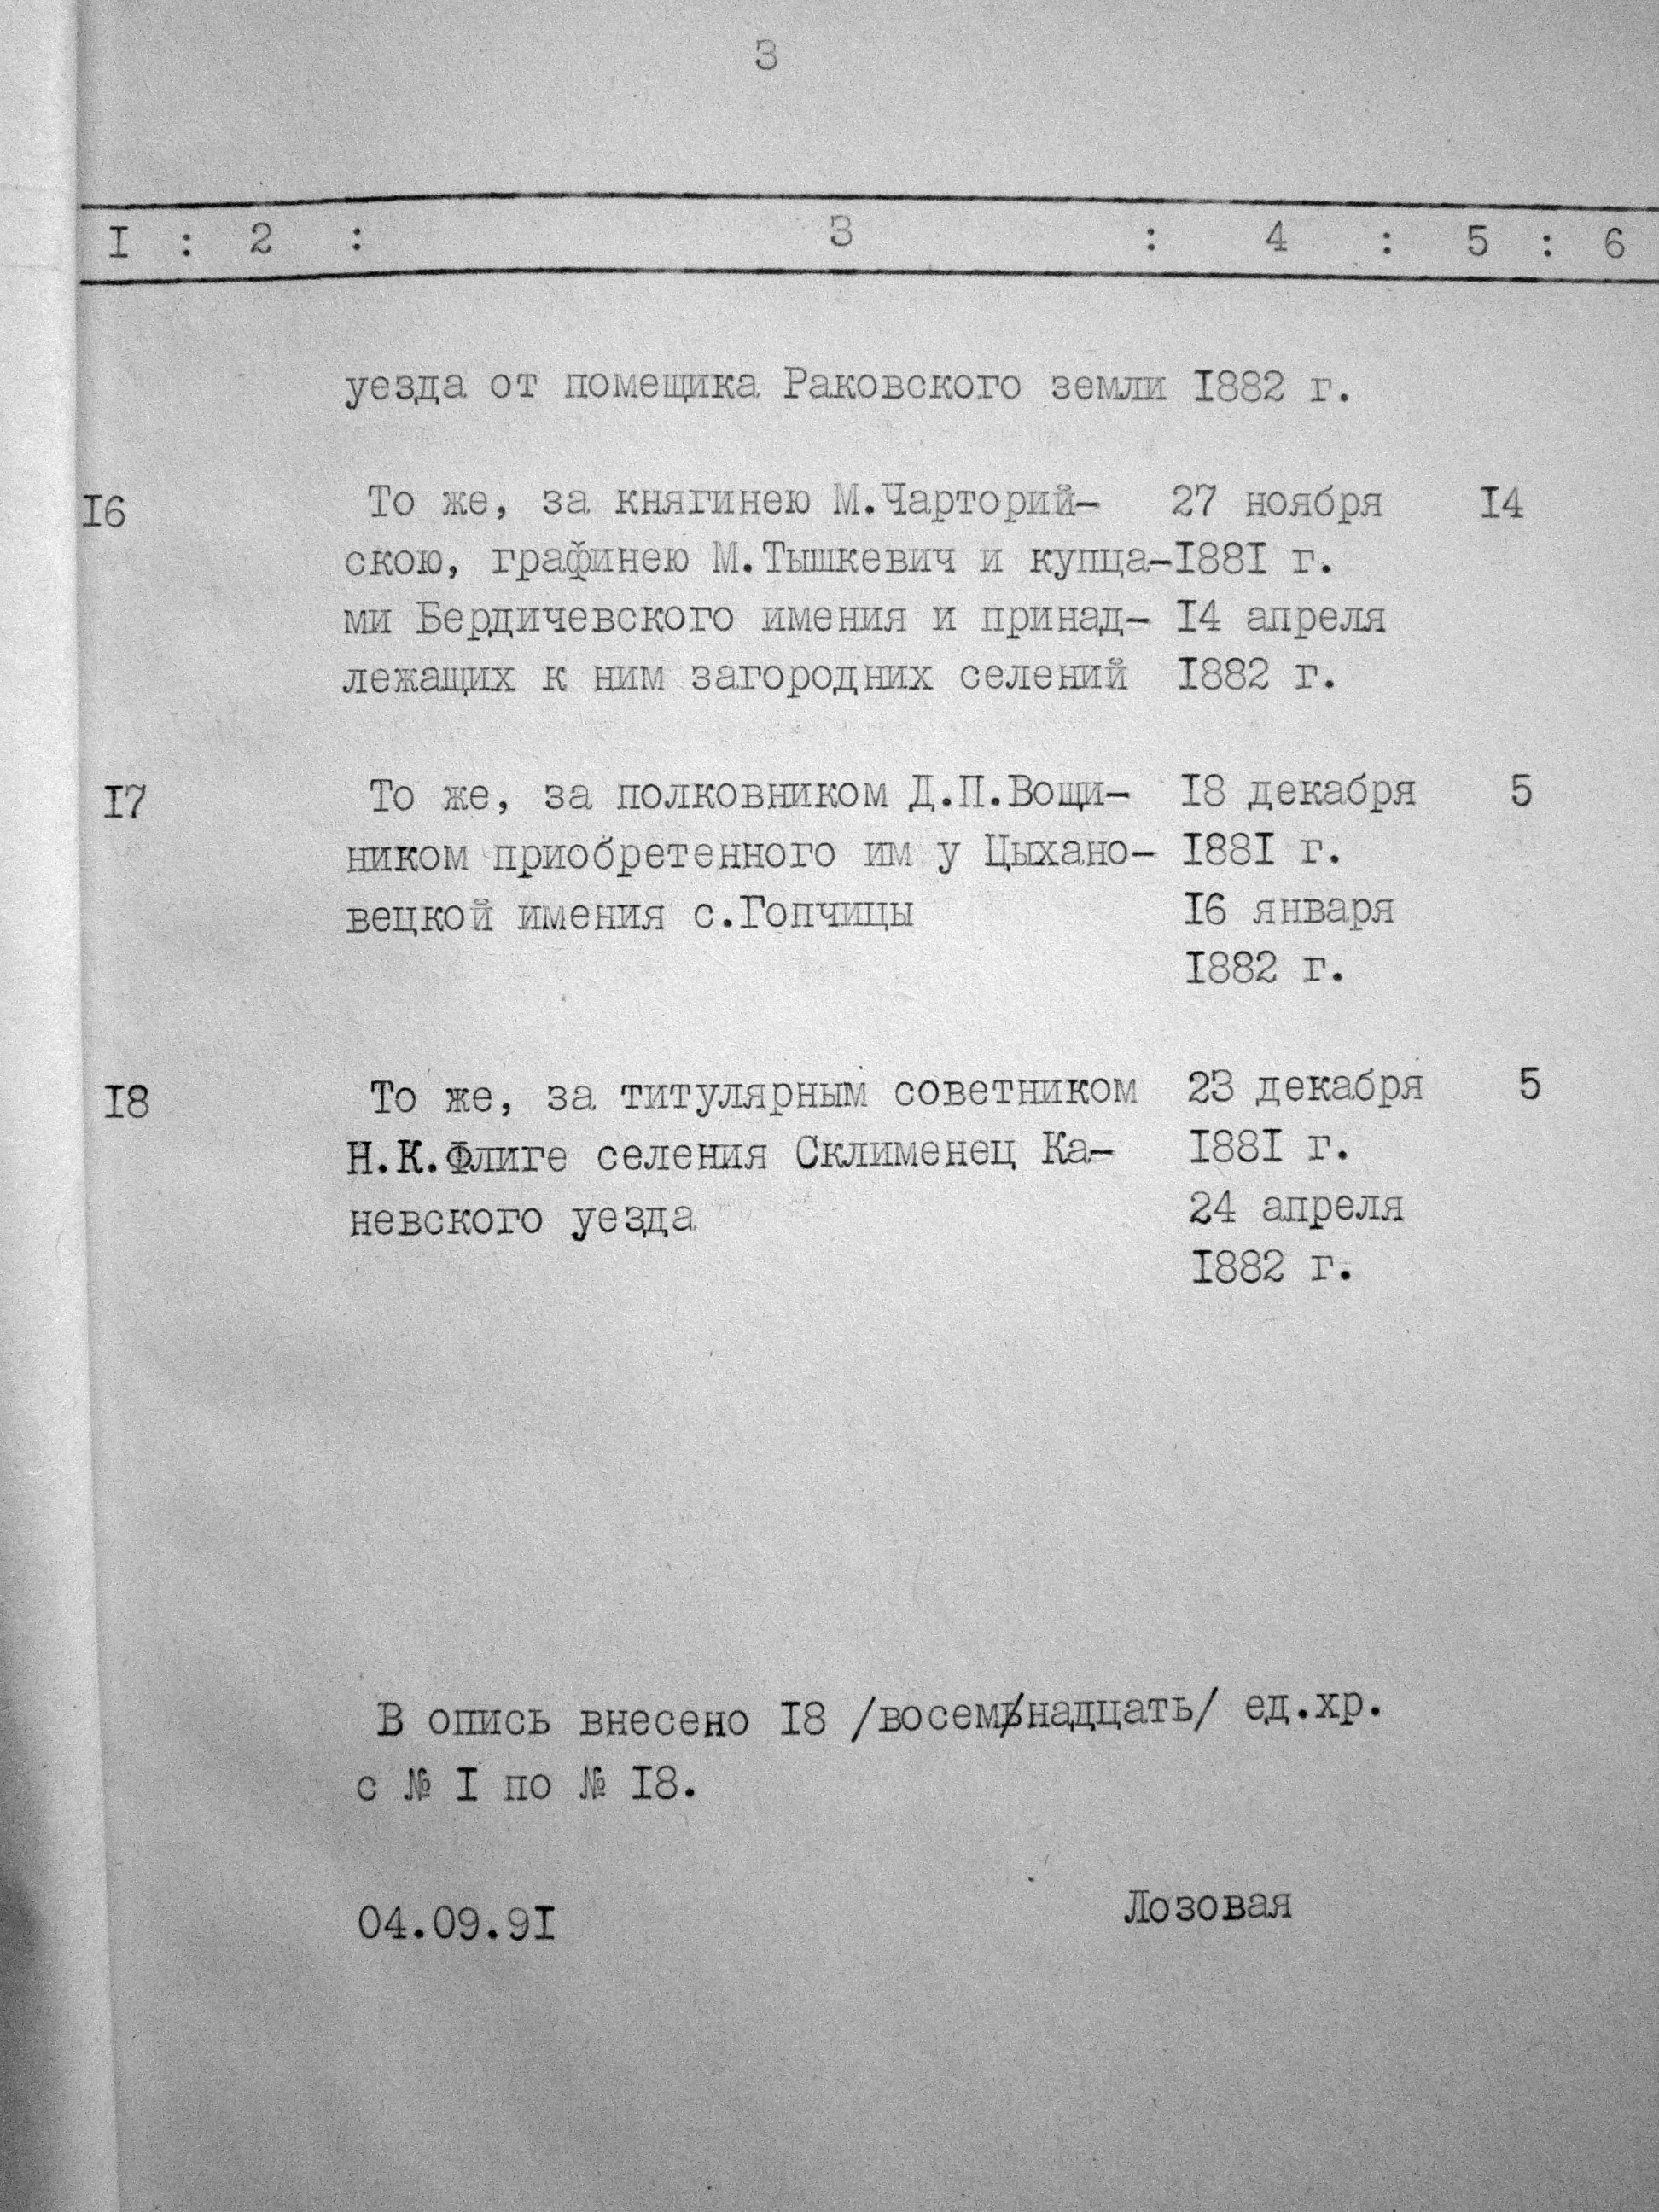 3
I : 2 : 3 : 4 : 5 : 6
уезда от помещика Раковского земли I882 г.
I6 То же, за княгинею М.Чарторий- 27 ноября I4
скою, графинею М.Тышкевич и купца- I88I г.
ми Бердичевского имения и принад- I4 апреля
лежащих к ним загородних селений I882 г.
I7 То же, за полковником Д.П.Вощи- I8 декабря 5
ником приобретенного им у Цыхано- I88I г.
вецкой имения с.Гопчицы I6 января
I882 г.
I8 То же, за титулярным советником 23 декабря 5
Н.К.Флиге селения Склименец Ка- I88I г.
невского уезда 24 апреля
I882 г.
В опись внесено I8 /восемнадцать/ ед.хр.
с № I по № I8.
04.09.9I Лозовая